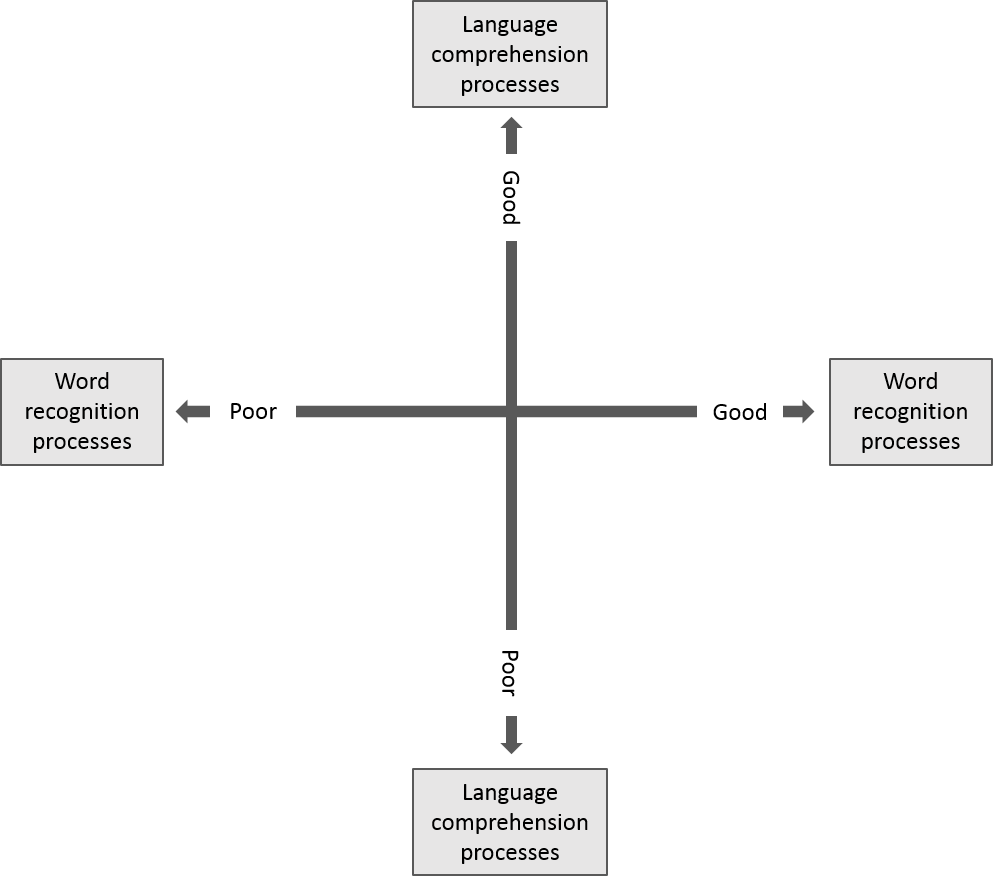 Language
comprehension
processes
Good
Word
recognition
processes
Poor
Good
Word
recognition
processes
Poor
Language
comprehension
processes